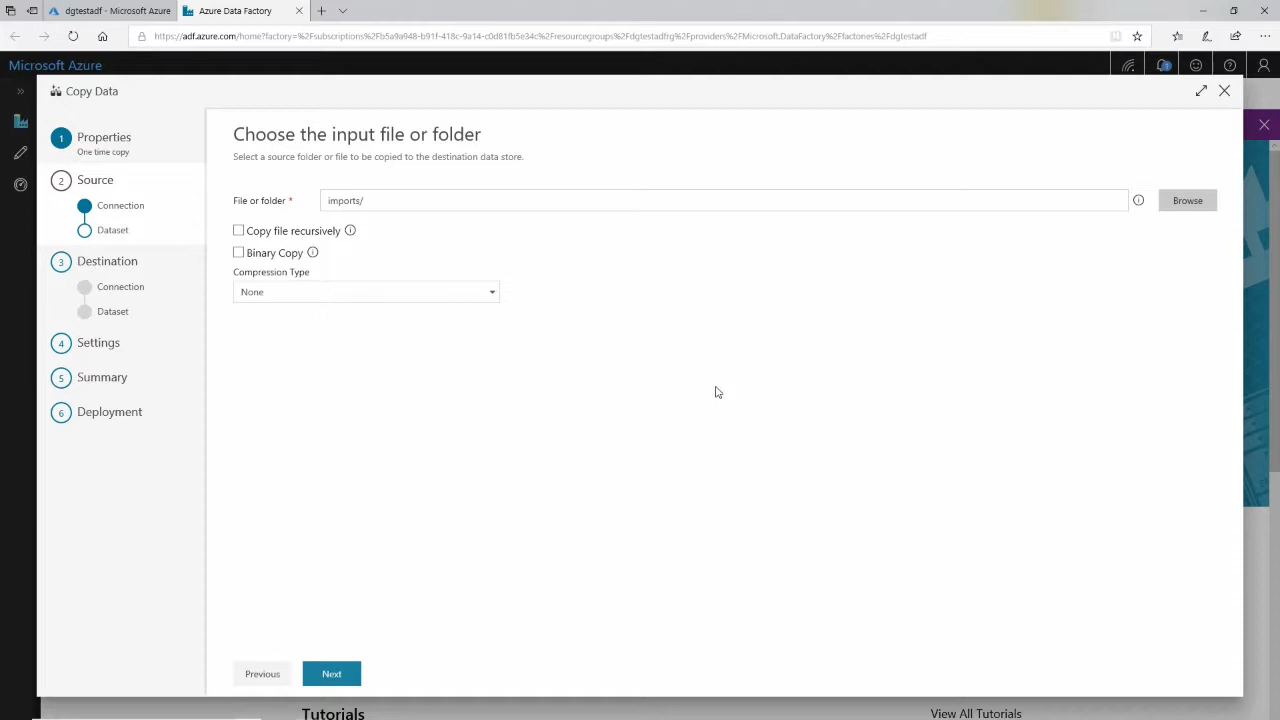 dgtestadf - Microsoft Azure
Azure Data Factory
https://adf.azure.com/home?factory=%2Fsubscriptions%2Fb5a9a948-b91f-418c-9a14-c0d81fb5e34c%2Fresourcegroups%2Fdgtestadfrg%2Fproviders%2FMicrosoft.DataFactory%2Ffactories%2Fdgtestadf
Microsoft Azure
1
Copy Data
1 Properties
One time copy
2 Source
Connection
Dataset
3 Destination
Connection
Dataset
4 Settings
5 Summary
6 Deployment
Choose the input file or folder
Select a source folder or file to be copied to the destination data store.
File or folder * imports/ Browse
Copy file recursively
Binary Copy
Compression Type
None
Previous Next
Tutorials View All Tutorials